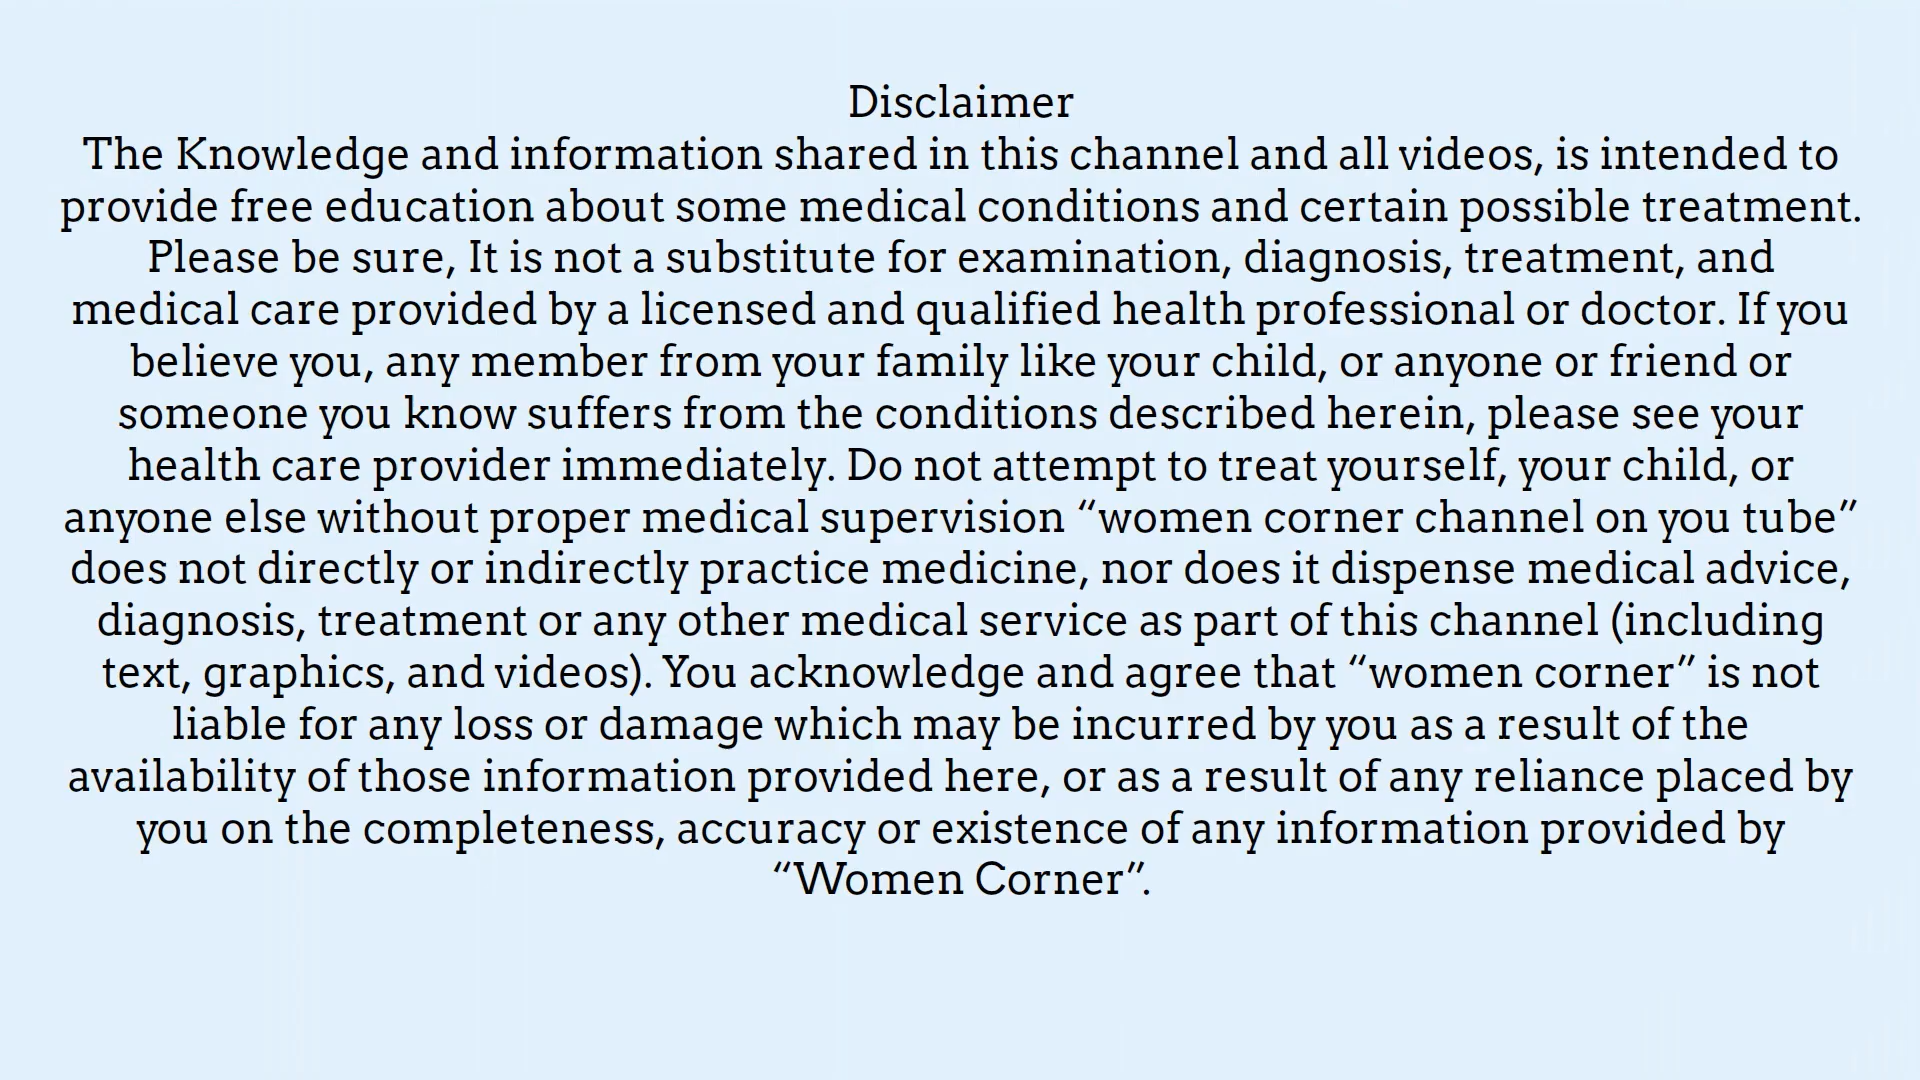 Disclaimer
The Knowledge and information shared in this channel and all videos, is intended to
provide free education about some medical conditions and certain possible treatment.
Please be sure, It is not a substitute for examination, diagnosis, treatment, and
medical care provided by a licensed and qualified health professional or doctor. If you
believe you, any member from your family like your child, or anyone or friend or
someone you know suffers from the conditions described herein, please see your
health care provider immediately. Do not attempt to treat yourself, your child, or
anyone else without proper medical supervision “women corner channel on you tube”
does not directly or indirectly practice medicine, nor does it dispense medical advice,
diagnosis, treatment or any other medical service as part of this channel (including
text, graphics, and videos). You acknowledge and agree that “women corner” is not
liable for any loss or damage which may be incurred by you as a result of the
availability of those information provided here, or as a result of any reliance placed by
you on the completeness, accuracy or existence of any information provided by
“Women Corner”.